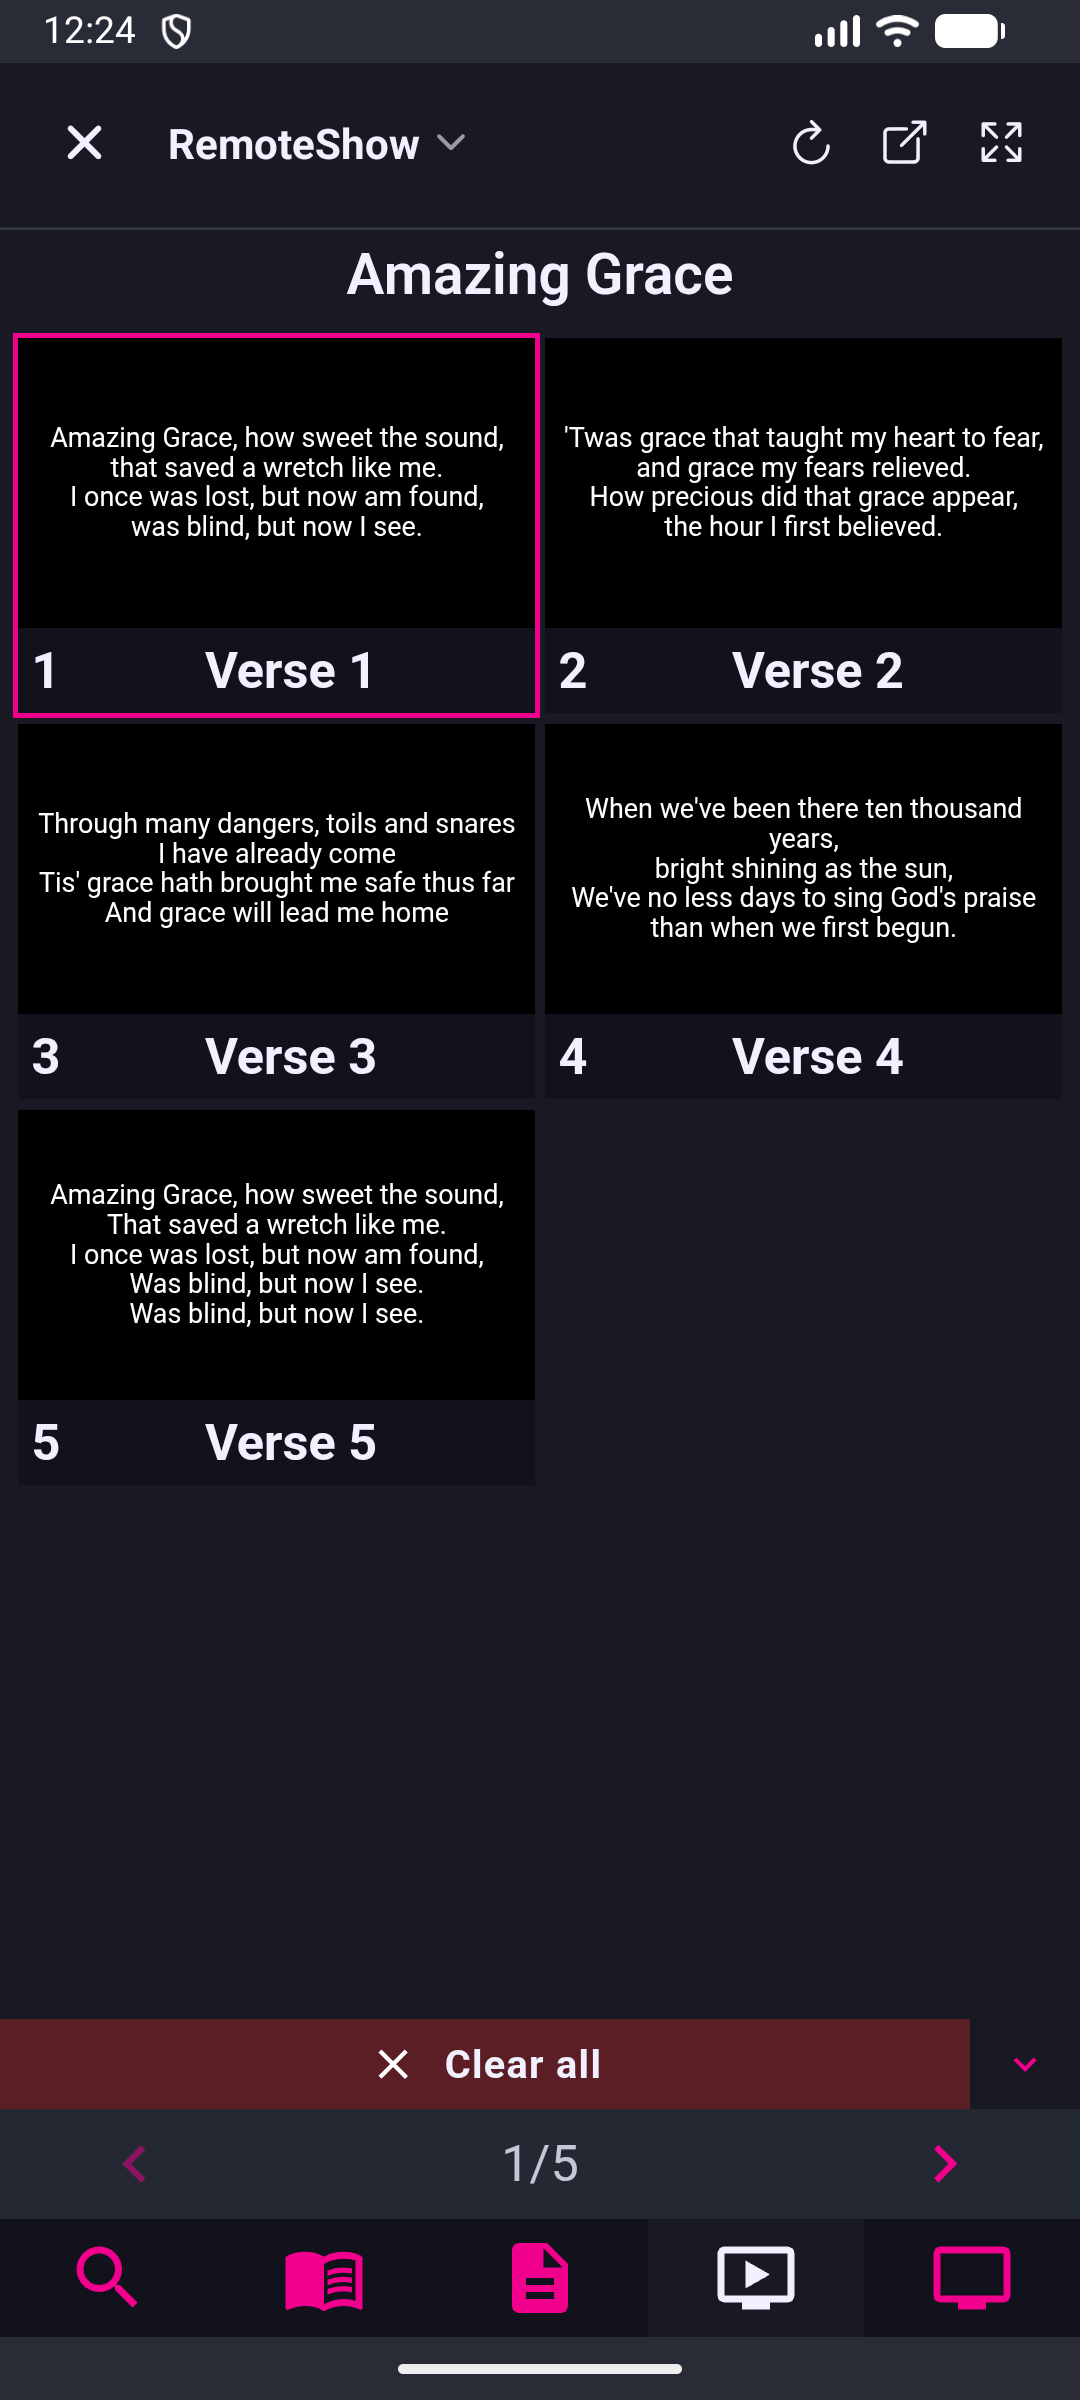 12:24
RemoteShow
Amazing Grace
Amazing Grace, how sweet the sound,
that saved a wretch like me.
I once was lost, but now am found,
was blind, but now I see.
1 Verse 1
'Twas grace that taught my heart to fear,
and grace my fears relieved.
How precious did that grace appear,
the hour I first believed.
2 Verse 2
Through many dangers, toils and snares
I have already come
Tis' grace hath brought me safe thus far
And grace will lead me home
3 Verse 3
When we've been there ten thousand
years,
bright shining as the sun,
We've no less days to sing God's praise
than when we first begun.
4 Verse 4
Amazing Grace, how sweet the sound,
That saved a wretch like me.
I once was lost, but now am found,
Was blind, but now I see.
Was blind, but now I see.
5 Verse 5
Clear all
1/5